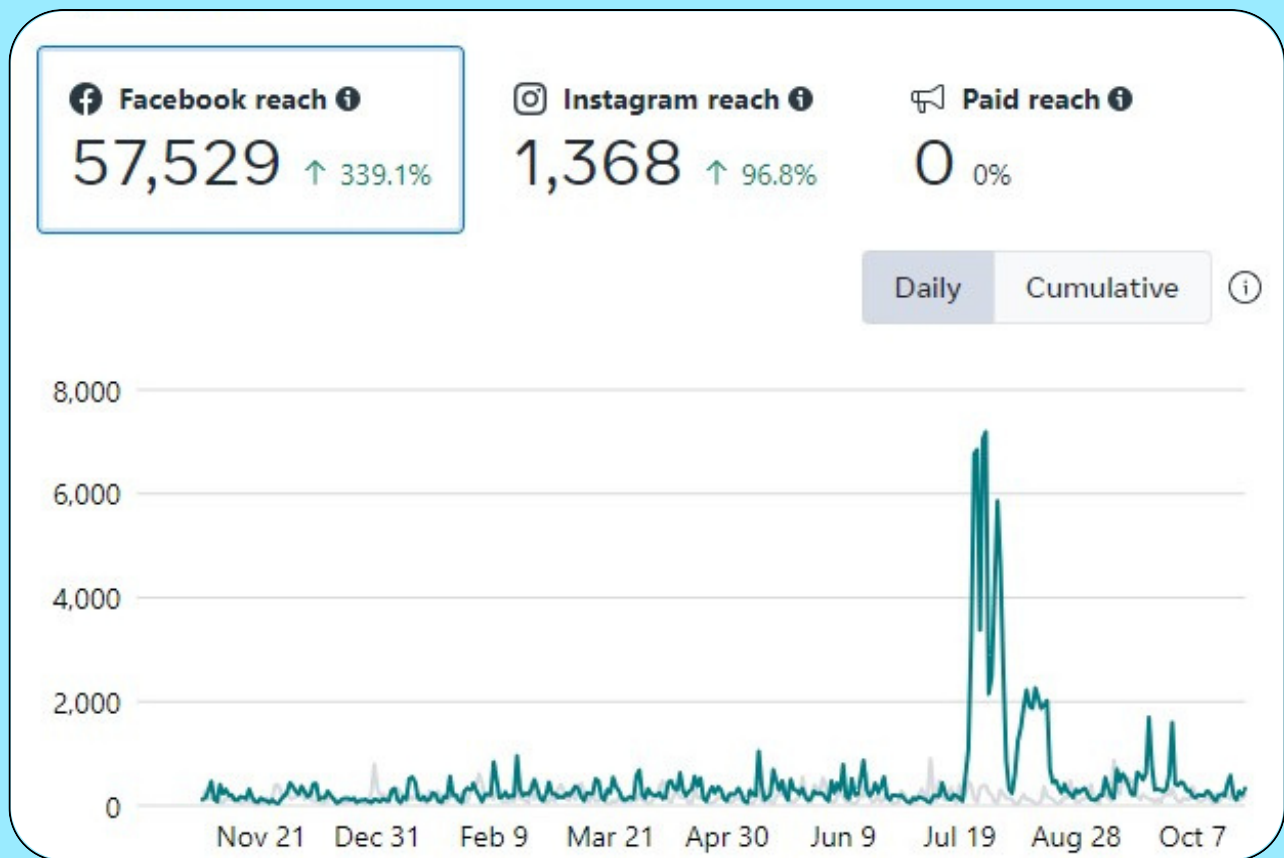 Facebook reach
57,529 ↑ 339.1%
Instagram reach
1,368 ↑ 96.8%
Paid reach
0 0%
Daily Cumulative
8,000
6,000
4,000
2,000
0
Nov 21 Dec 31 Feb 9 Mar 21 Apr 30 Jun 9 Jul 19 Aug 28 Oct 7